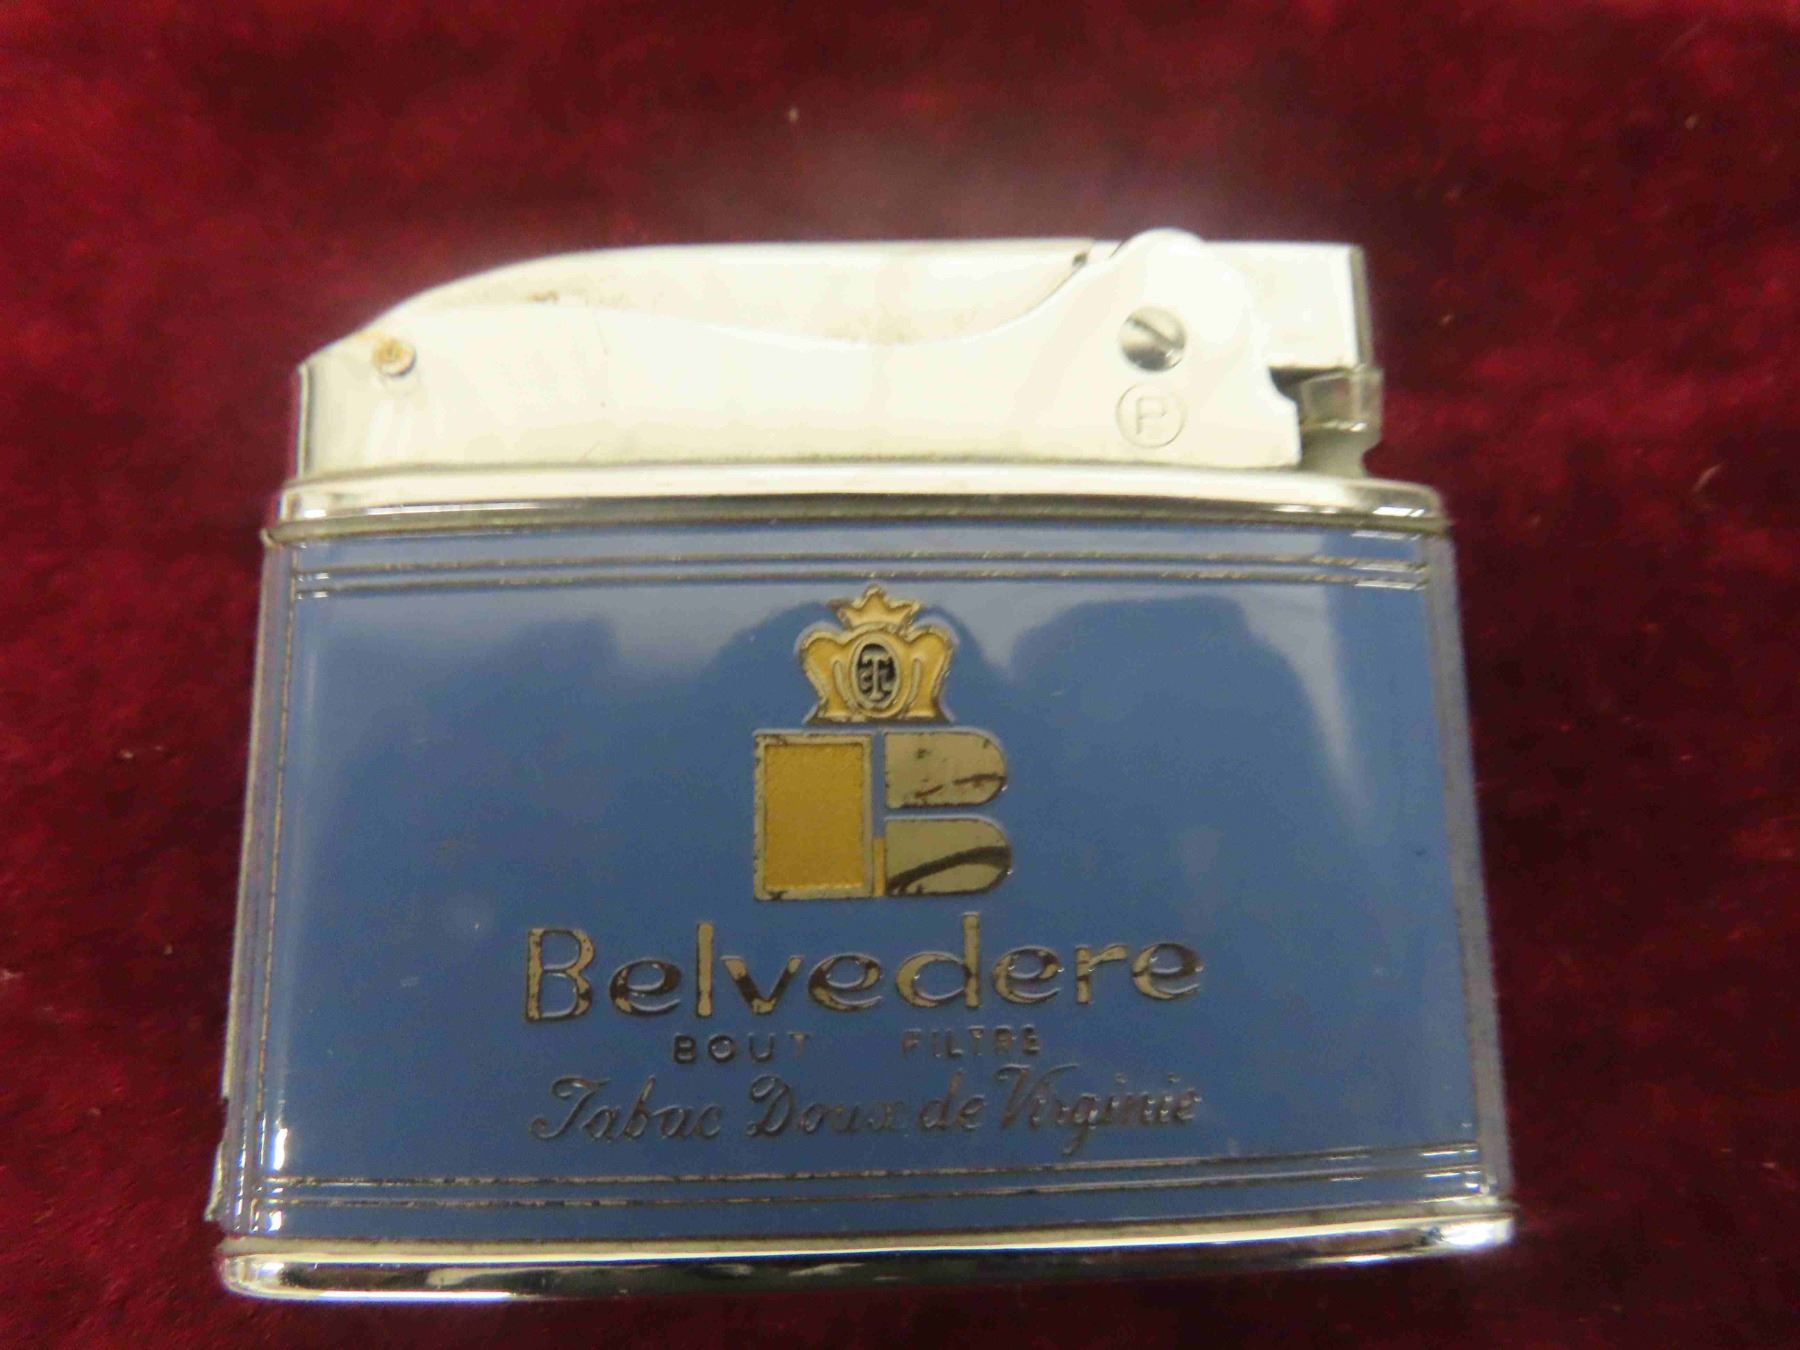 P
T
B
Belvedere
BOUT FILTRE
Tabac Doux de Virginie